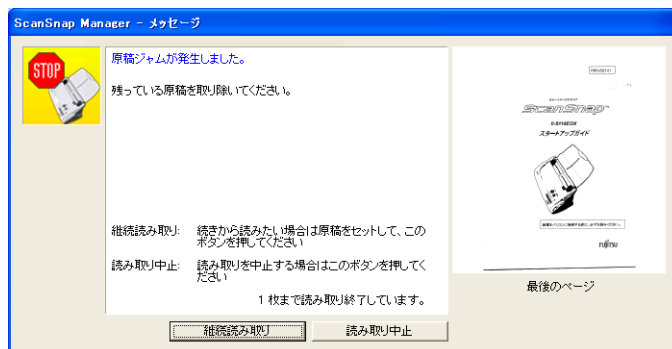 ScanSnap Manager - メッセージ
STOP
原稿ジャムが発生しました。
残っている原稿を取り除いてください。
継続読み取り: 続きから読みたい場合は原稿をセットして、この
ボタンを押してください
読み取り中止: 読み取りを中止する場合はこのボタンを押してく
ださい
1 枚まで読み取り終了しています。
継続読み取り
読み取り中止
ScanSnap
スタートアップガイド
FUJITSU
最後のページ